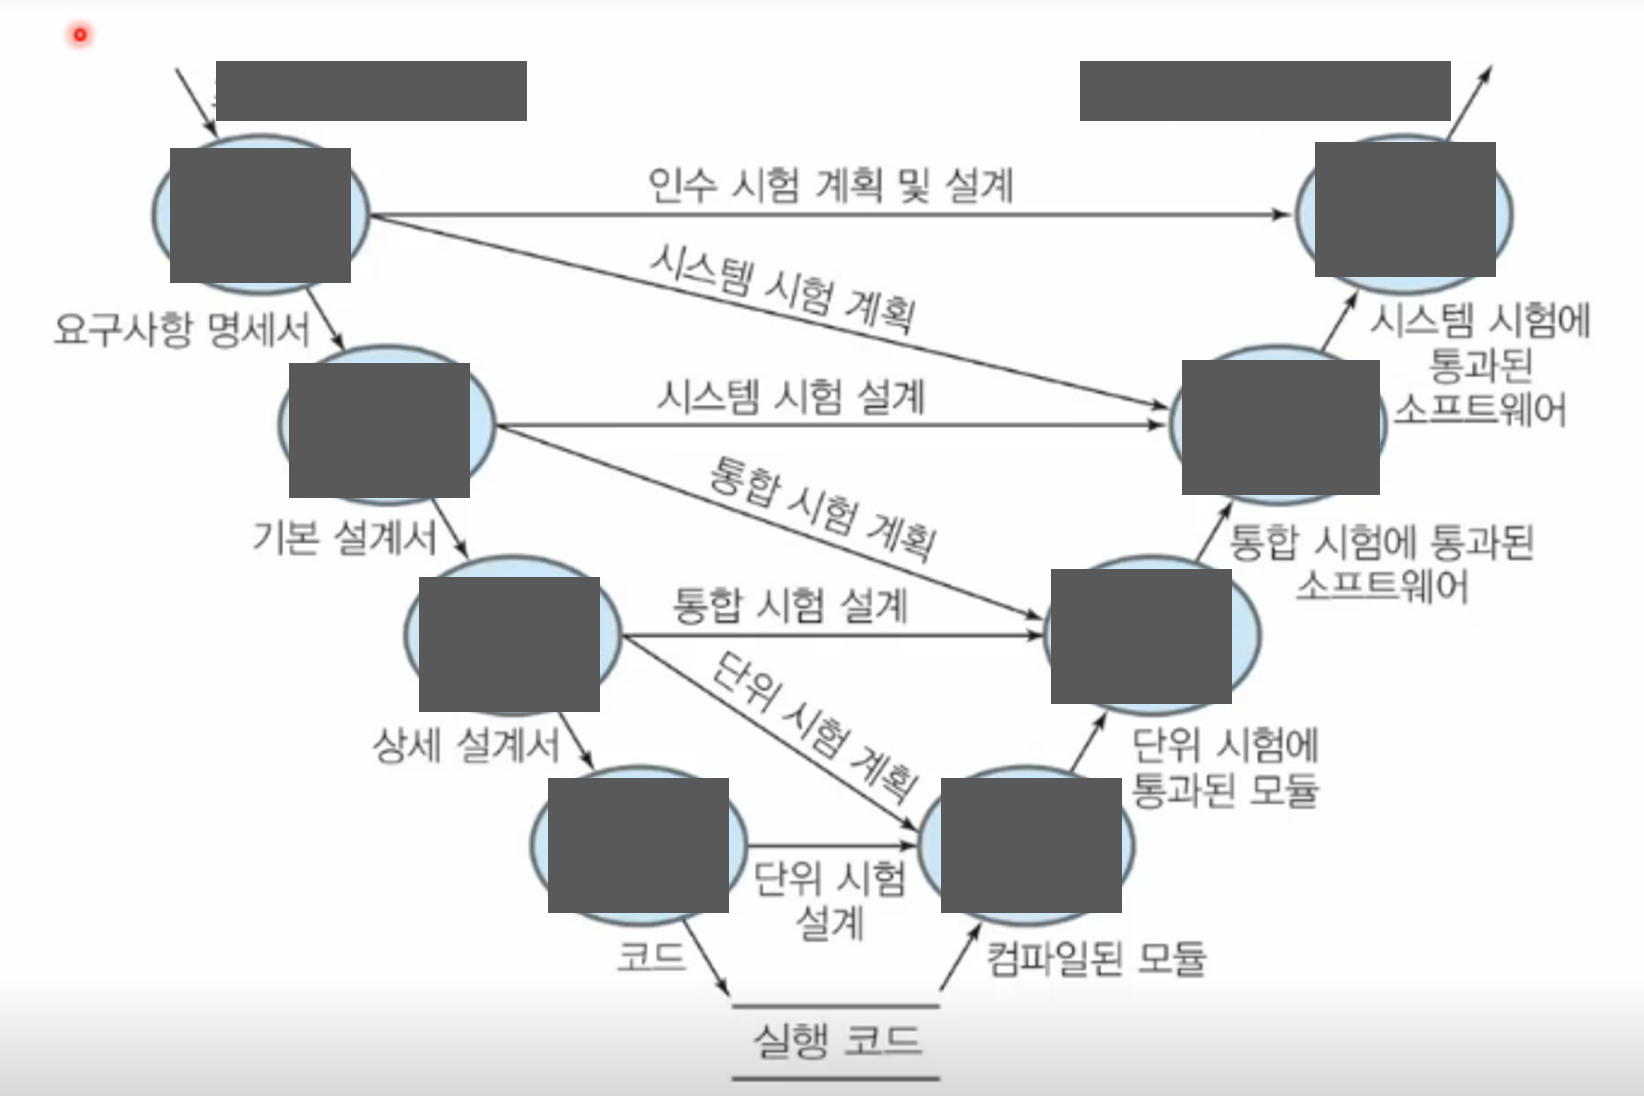 인수 시험 계획 및 설계
시스템 시험 계획
요구사항 명세서
시스템 시험에
통과된
소프트웨어
시스템 시험 설계
통합 시험 계획
기본 설계서
통합 시험에 통과된
소프트웨어
통합 시험 설계
단위 시험 계획
상세 설계서
단위 시험에
통과된 모듈
단위 시험
설계
코드
컴파일된 모듈
실행 코드